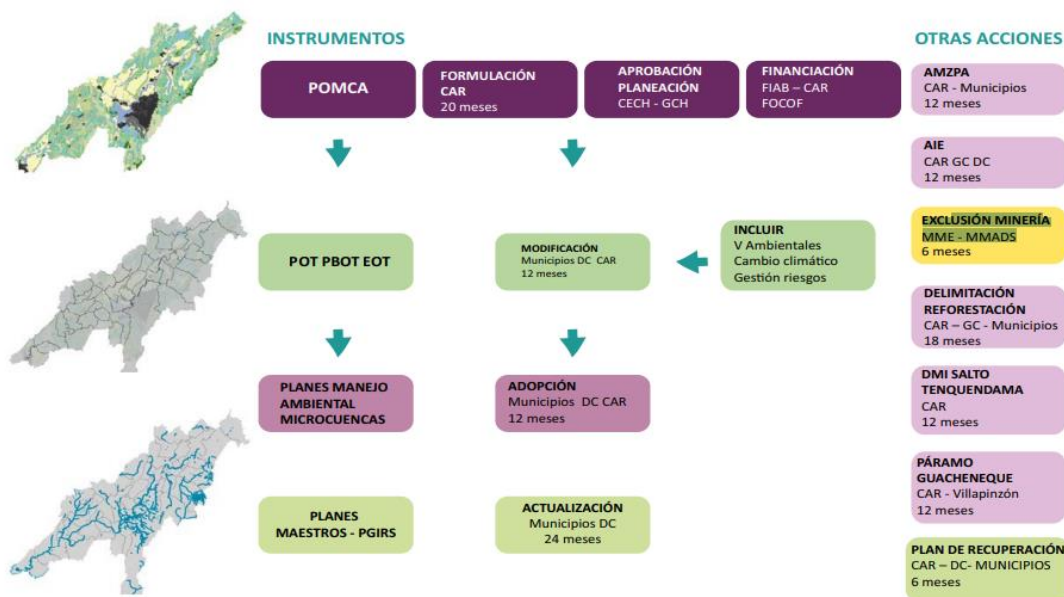 INSTRUMENTOS
POMCA
FORMULACIÓN
CAR
20 meses
APROBACIÓN
PLANEACIÓN
CECH - GCH
FINANCIACIÓN
FIAB – CAR
FOCOF
POT PBOT EOT
MODIFICACIÓN
Municipios DC CAR
12 meses
INCLUIR
V Ambientales
Cambio climático
Gestión riesgos
PLANES MANEJO
AMBIENTAL
MICROCUENCAS
ADOPCIÓN
Municipios DC CAR
12 meses
PLANES
MAESTROS - PGIRS
ACTUALIZACIÓN
Municipios DC
24 meses
OTRAS ACCIONES
AMZPA
CAR - Municipios
12 meses
AIE
CAR GC DC
12 meses
EXCLUSIÓN MINERÍA
MME - MMADS
6 meses
DELIMITACIÓN
REFORESTACIÓN
CAR – GC - Municipios
18 meses
DMI SALTO
TENQUENDAMA
CAR
12 meses
PÁRAMO
GUACHENEQUE
CAR - Villapinzón
12 meses
PLAN DE RECUPERACIÓN
CAR – DC- MUNICIPIOS
6 meses